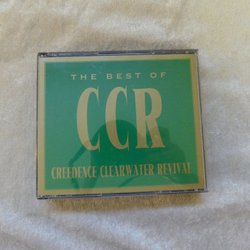 THE BEST OF
CCR
CREEDENCE CLEARWATER REVIVAL